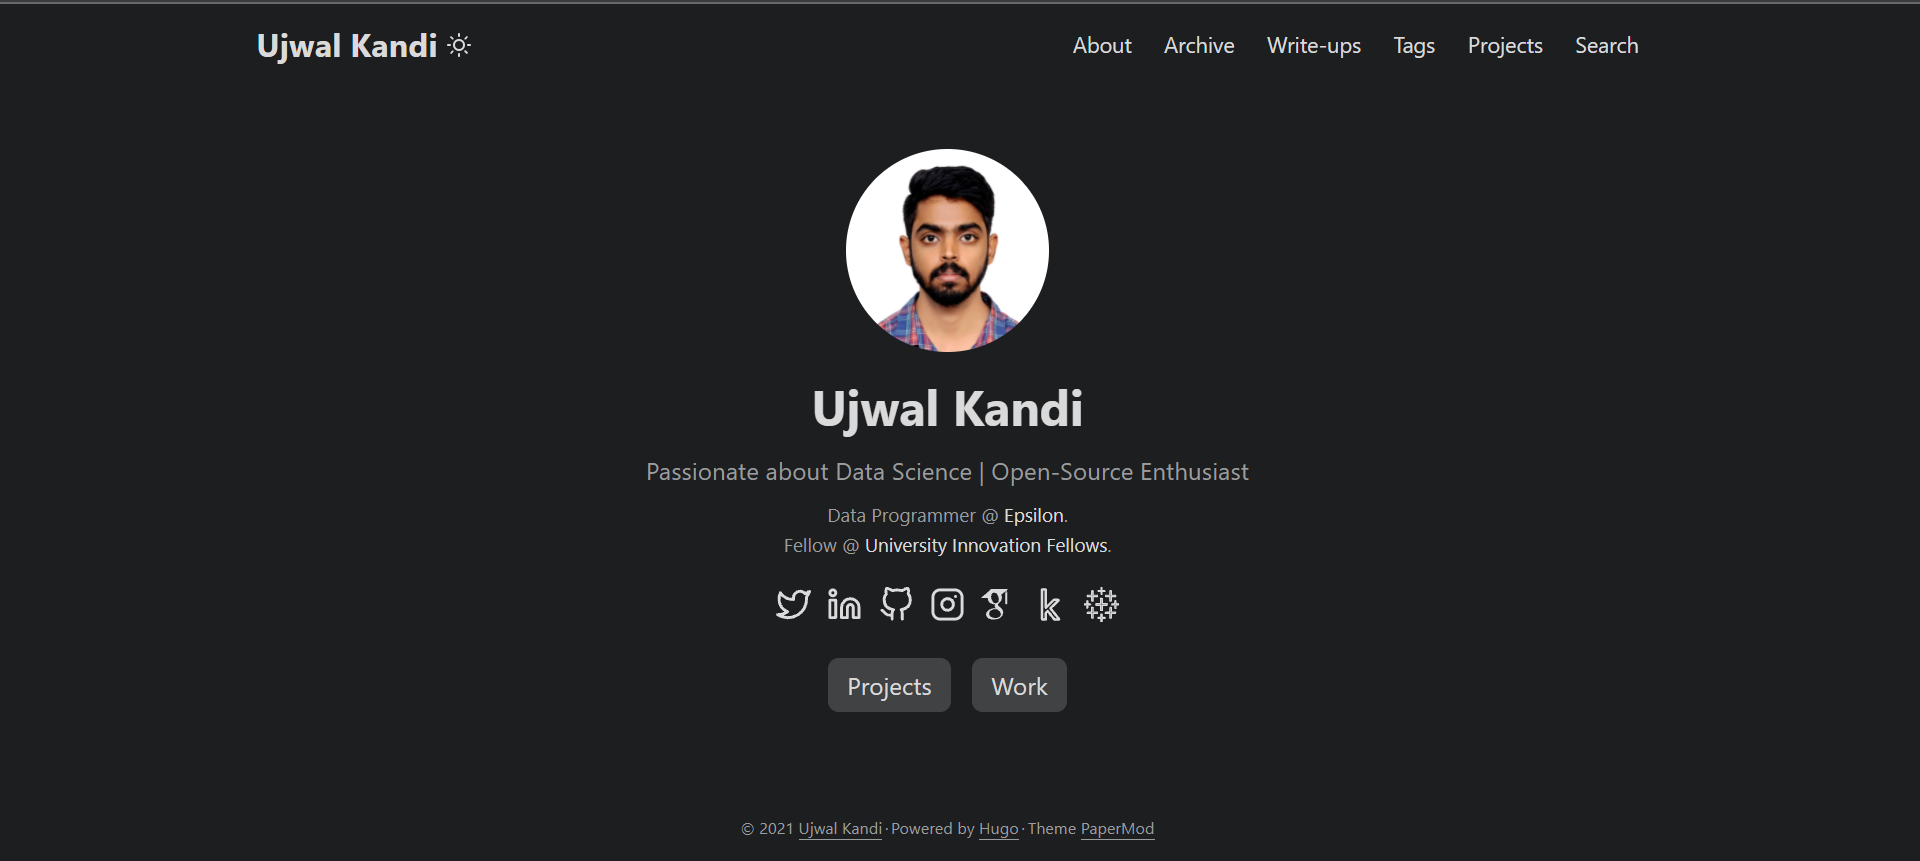 Ujwal Kandi
About Archive Write-ups Tags Projects Search
Ujwal Kandi
Passionate about Data Science | Open-Source Enthusiast
Data Programmer @ Epsilon.
Fellow @ University Innovation Fellows.
Projects Work
© 2021 Ujwal Kandi · Powered by Hugo · Theme PaperMod